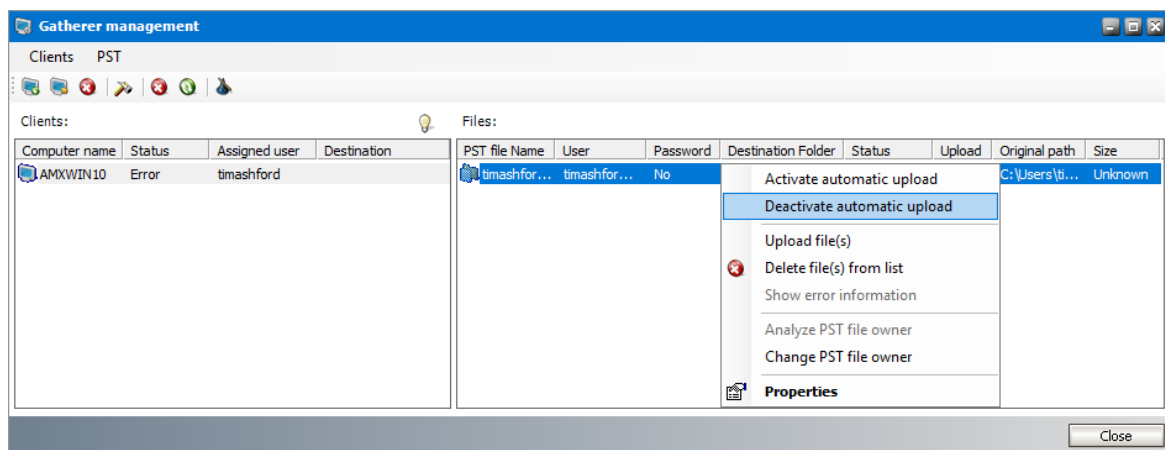 Gatherer management
Clients PST
Clients: Files:
Computer name Status Assigned user Destination PST file Name User Password Destination Folder Status Upload Original path Size
AMXWIN10 Error timashford timashfor... timashfor... No C:\Users\ti... Unknown
Activate automatic upload
Deactivate automatic upload
Upload file(s)
Delete file(s) from list
Show error information
Analyze PST file owner
Change PST file owner
Properties
Close